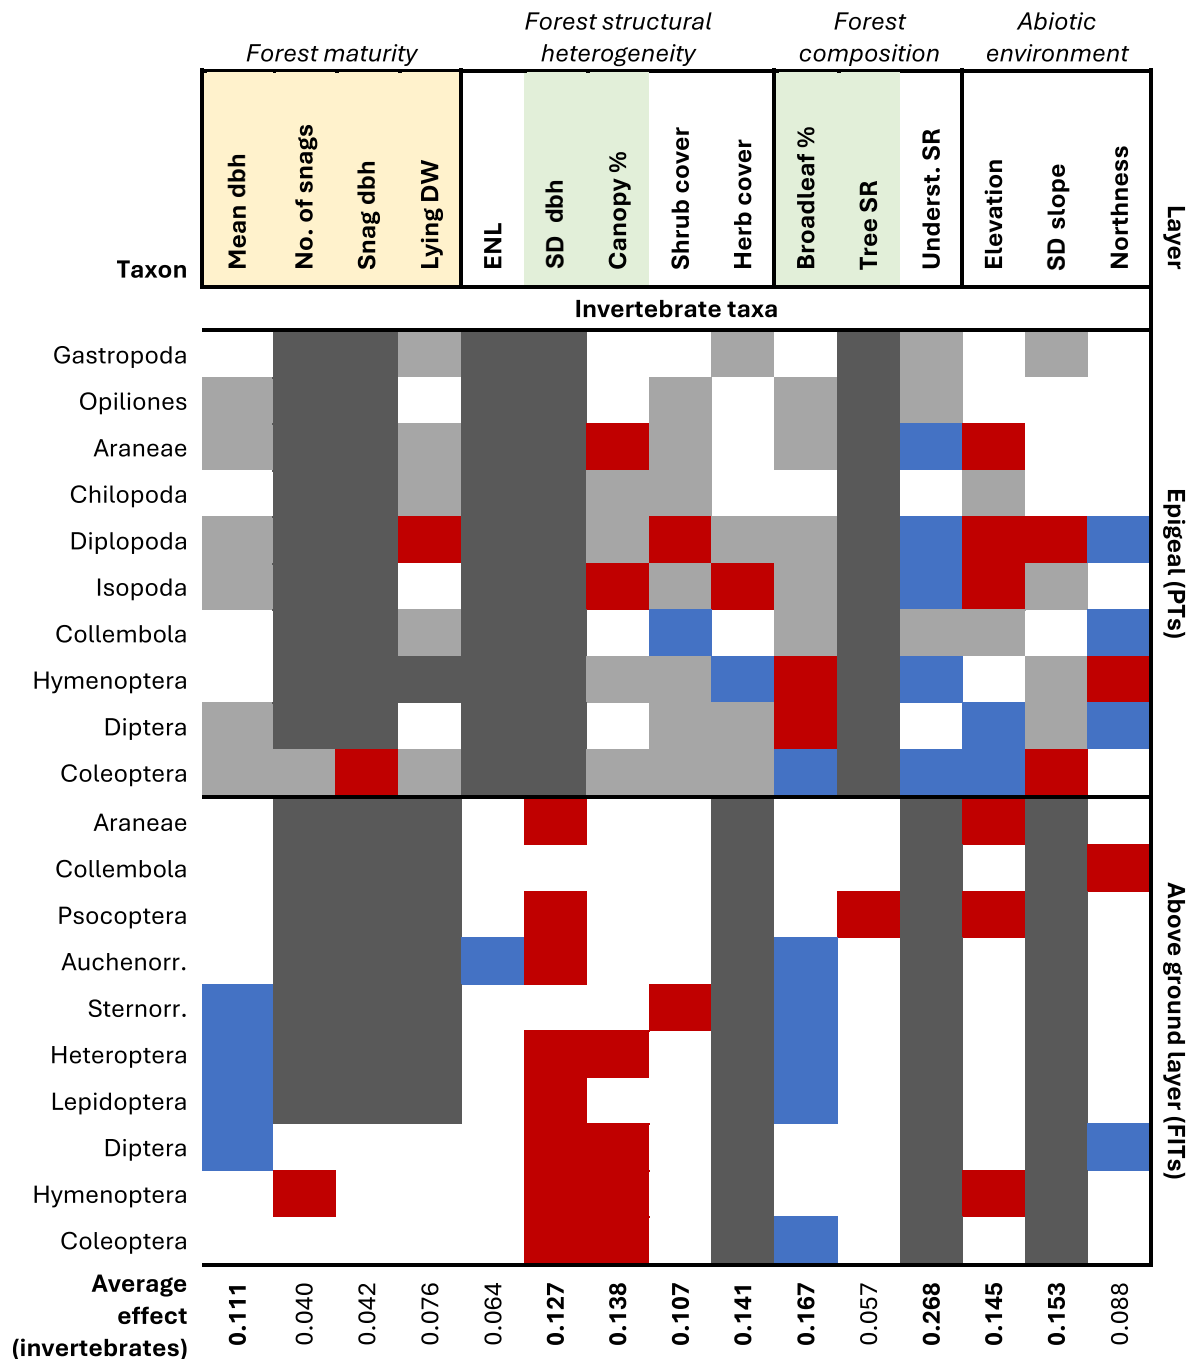 Forest maturity
Forest structural
heterogeneity
Forest
composition
Abiotic
environment
Taxon
Mean dbh
No. of snags
Snag dbh
Lying DW
ENL
SD dbh
Canopy %
Shrub cover
Herb cover
Broadleaf %
Tree SR
Underst. SR
Elevation
SD slope
Northness
Layer
Invertebrate taxa
Gastropoda
Opiliones
Araneae
Chilopoda
Diplopoda
Isopoda
Collembola
Hymenoptera
Diptera
Coleoptera
Epigeal (PTs)
Araneae
Collembola
Psocoptera
Auchenorr.
Sternorr.
Heteroptera
Lepidoptera
Diptera
Hymenoptera
Coleoptera
Above ground layer (FITs)
Average
effect
(invertebrates)
0.111
0.040
0.042
0.076
0.064
0.127
0.138
0.107
0.141
0.167
0.057
0.268
0.145
0.153
0.088